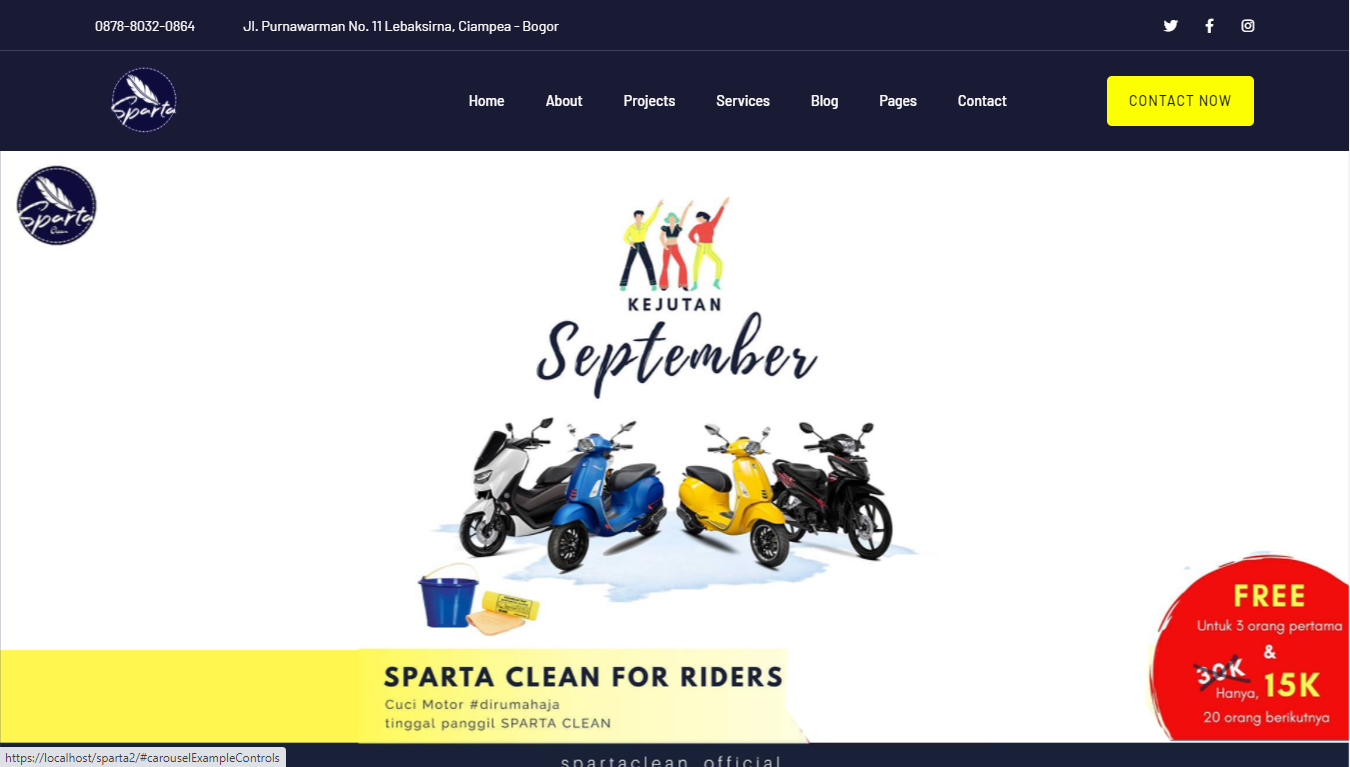 0878-8032-0864
Jl. Purnawarman No. 11 Lebaksirna, Ciampea - Bogor
Sparta
Home
About
Projects
Services
Blog
Pages
Contact
CONTACT NOW
Sparta
Clean
KEJUTAN
September
FREE
Untuk 3 orang pertama
&
30K
Hanya, 15K
20 orang berikutnya
SPARTA CLEAN FOR RIDERS
Cuci Motor #dirumahaja
tinggal panggil SPARTA CLEAN
https://localhost/sparta2/#carouselExampleControls
spartaclean_official